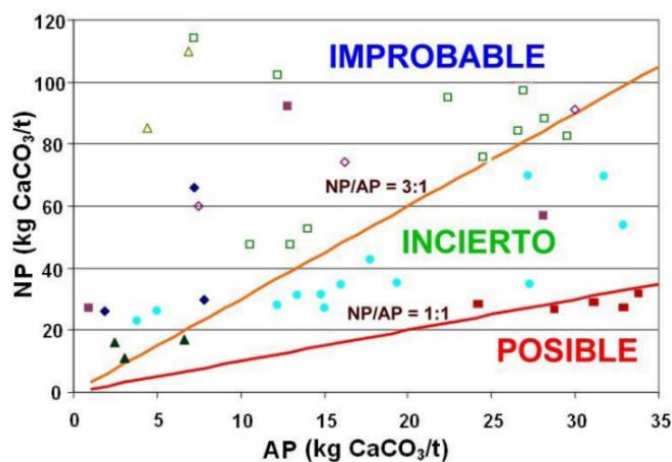 120
100
80
60
40
20
0
NP (kg CaCO₃/t)
IMPROBABLE
NP/AP = 3:1
INCIERTO
NP/AP = 1:1
POSIBLE
0 5 10 15 20 25 30 35
AP (kg CaCO₃/t)